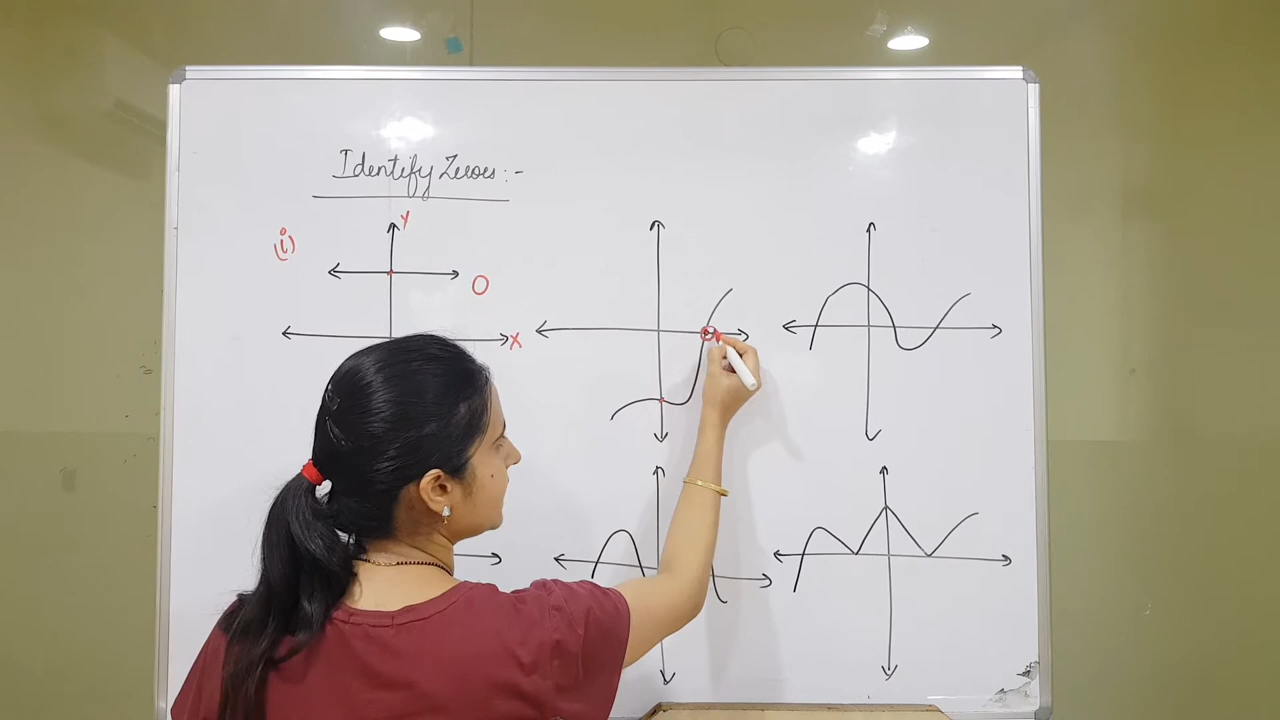 Identify Zeroes:-
(i)
Y
O
X